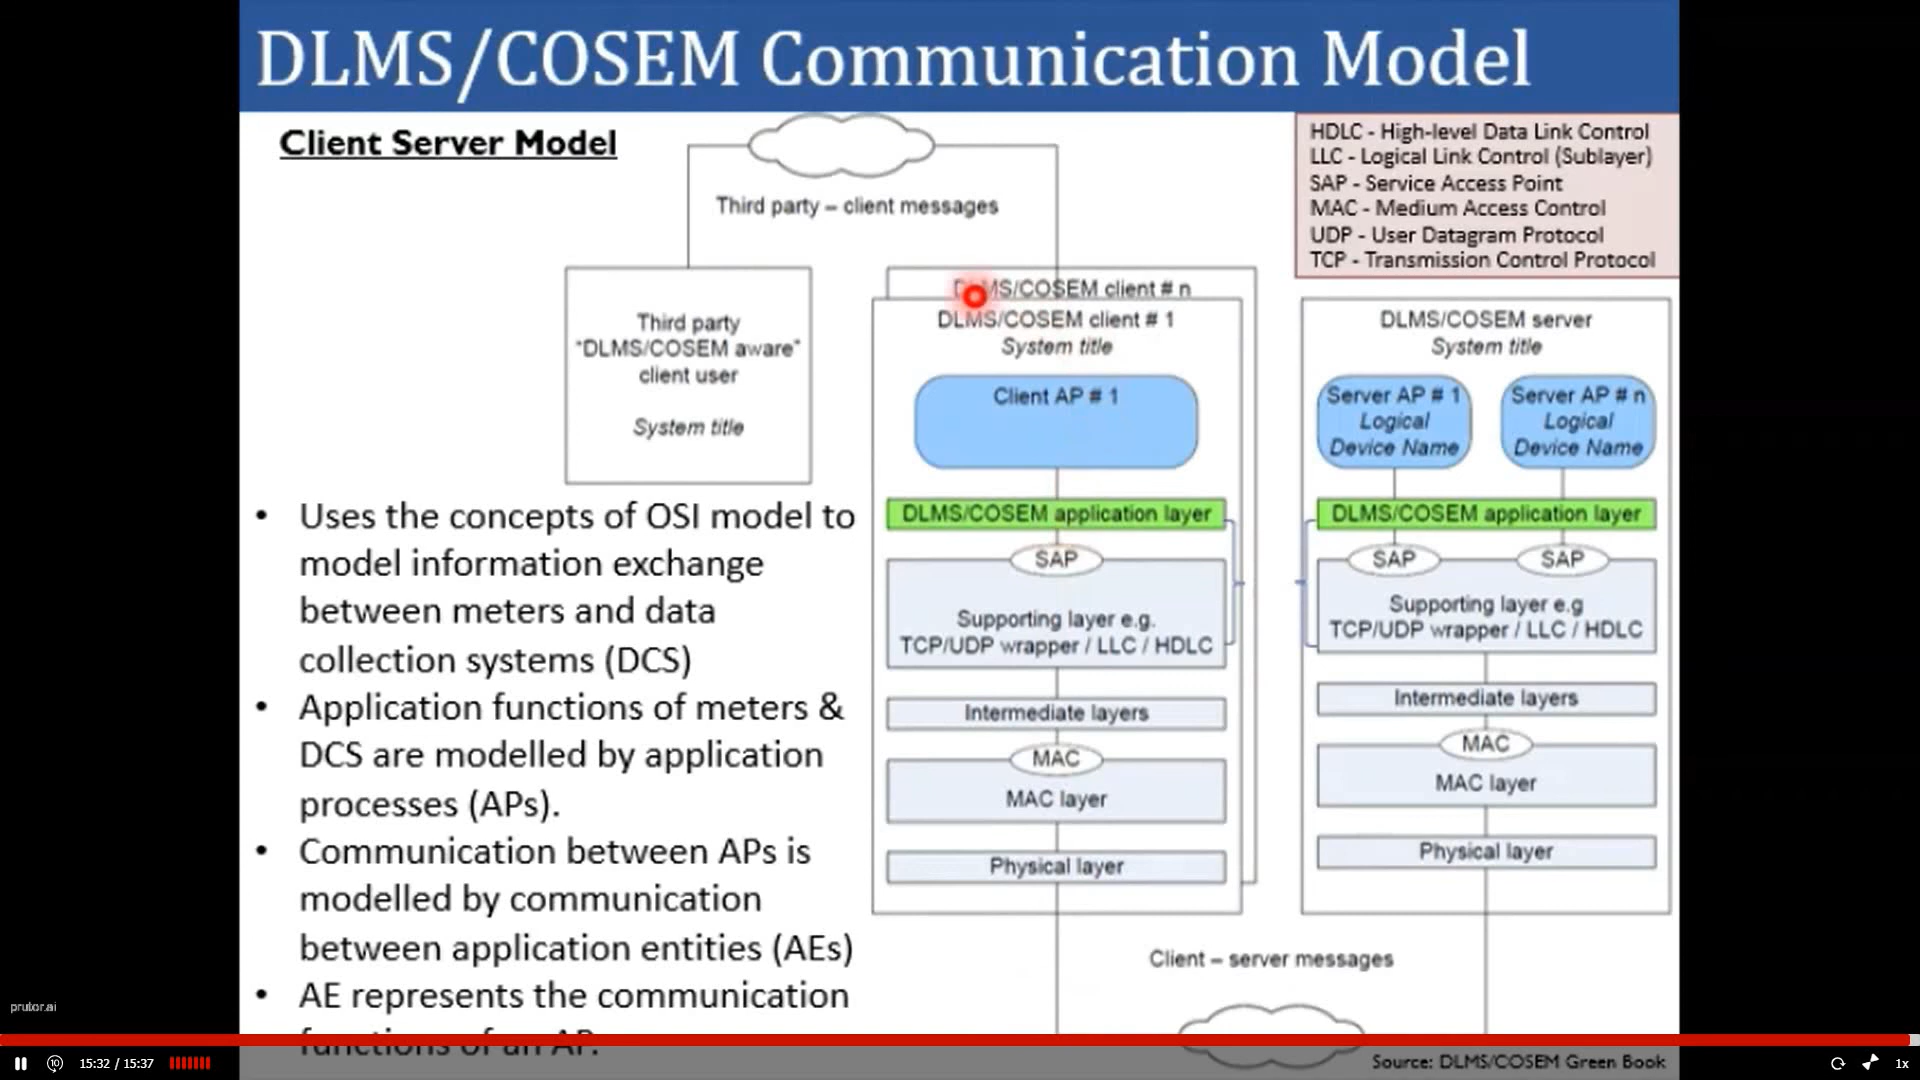 DLMS/COSEM Communication Model
Client Server Model
HDLC - High-level Data Link Control
LLC - Logical Link Control (Sublayer)
SAP - Service Access Point
MAC - Medium Access Control
UDP - User Datagram Protocol
TCP - Transmission Control Protocol
Third party – client messages
Third party
"DLMS/COSEM aware"
client user
System title
DLMS/COSEM client # n
DLMS/COSEM client # 1
System title
Client AP # 1
DLMS/COSEM application layer
SAP
Supporting layer e.g.
TCP/UDP wrapper / LLC / HDLC
Intermediate layers
MAC
MAC layer
Physical layer
DLMS/COSEM server
System title
Server AP # 1
Logical
Device Name
Server AP # n
Logical
Device Name
DLMS/COSEM application layer
SAP
SAP
Supporting layer e.g
TCP/UDP wrapper / LLC / HDLC
Intermediate layers
MAC
MAC layer
Physical layer
Client – server messages
• Uses the concepts of OSI model to
model information exchange
between meters and data
collection systems (DCS)
• Application functions of meters &
DCS are modelled by application
processes (APs).
• Communication between APs is
modelled by communication
between application entities (AEs)
• AE represents the communication
functions of an AP.
Source: DLMS/COSEM Green Book
prutor.ai
10
15:32 / 15:37
1x